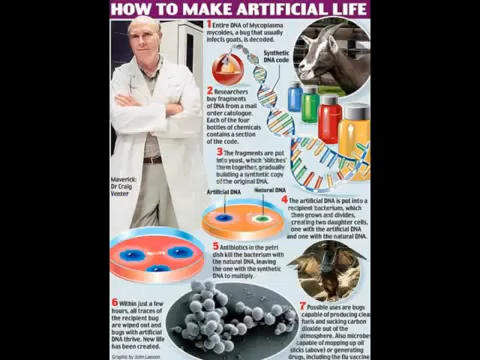 HOW TO MAKE ARTIFICIAL LIFE
1 Entire DNA of Mycoplasma
mycoides, a bug that usually
infects goats, is decoded.
Synthetic
DNA code
2 Researchers
buy fragments
of DNA from a mail
order catalogue.
Each of the four
bottles of chemicals
contains a section
of the code.
3 The fragments are put
into yeast, which 'stitches'
them together, gradually
building a synthetic copy
of the original DNA.
Maverick:
Dr Craig
Venter
Artificial DNA
Natural DNA
4 The artificial DNA is put into a
recipient bacterium, which
then grows and divides,
creating two daughter cells,
one with the artificial DNA
and one with the natural DNA.
5 Antibiotics in the petri
dish kill the bacterium with
the natural DNA, leaving
the one with the synthetic
DNA to multiply.
6 Within just a few
hours, all traces of
the recipient bug
are wiped out and
bugs with artificial
DNA thrive. New life
has been created.
Graphic by John Lawson
7 Possible uses are bugs
capable of producing clean
fuels and sucking carbon
dioxide out of the
atmosphere. Also microbes
capable of mopping up oil
slicks (above) or generating
drugs, including the flu vaccine